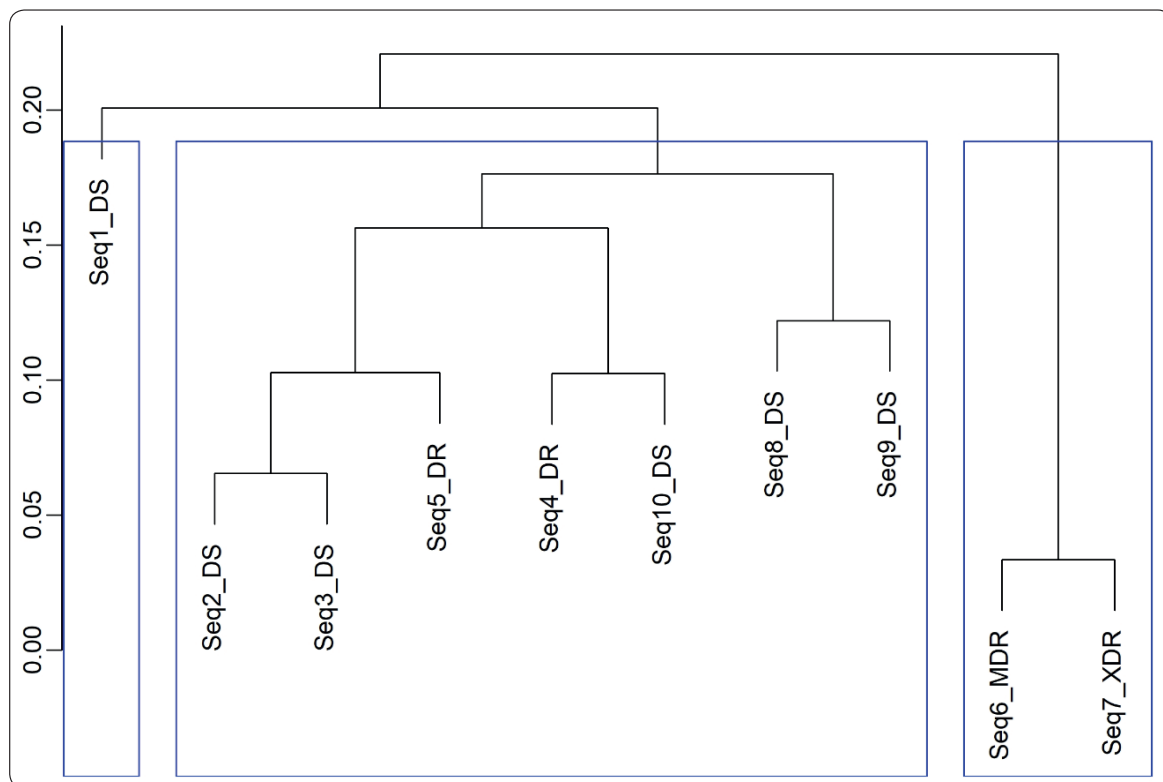 0.20
0.15
0.10
0.05
0.00
Seq1_DS
Seq2_DS
Seq3_DS
Seq5_DR
Seq4_DR
Seq10_DS
Seq8_DS
Seq9_DS
Seq6_MDR
Seq7_XDR